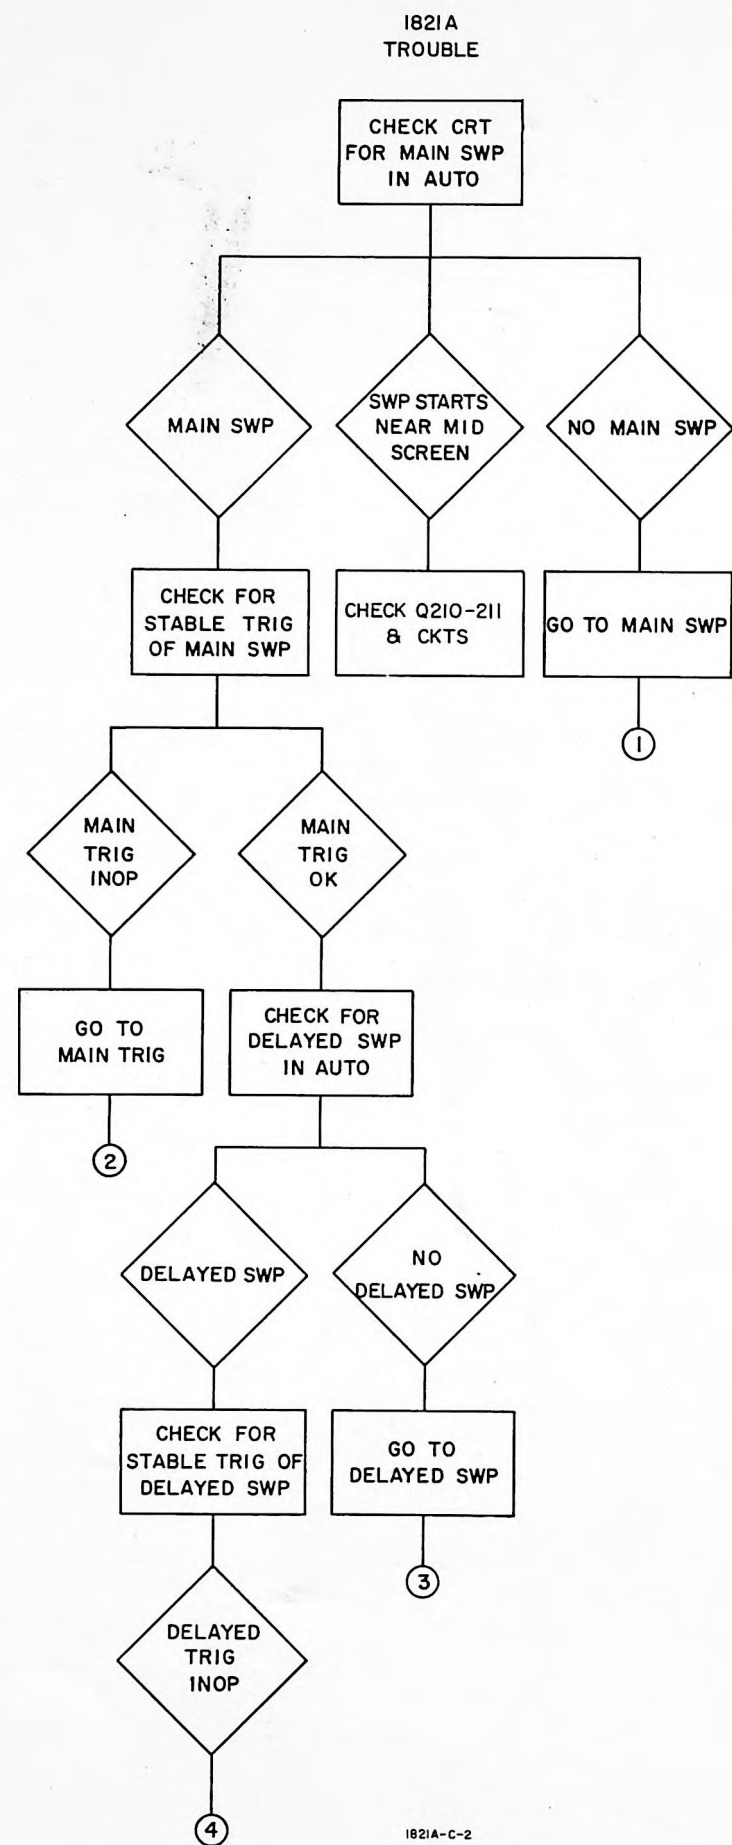 1821A
TROUBLE
CHECK CRT
FOR MAIN SWP
IN AUTO
MAIN SWP
SWP STARTS
NEAR MID
SCREEN
NO MAIN SWP
CHECK FOR
STABLE TRIG
OF MAIN SWP
CHECK Q210-211
& CKTS
GO TO MAIN SWP
1
MAIN
TRIG
INOP
MAIN
TRIG
OK
GO TO
MAIN TRIG
CHECK FOR
DELAYED SWP
IN AUTO
2
DELAYED SWP
NO
DELAYED SWP
CHECK FOR
STABLE TRIG OF
DELAYED SWP
GO TO
DELAYED SWP
3
DELAYED
TRIG
INOP
4
1821A-C-2